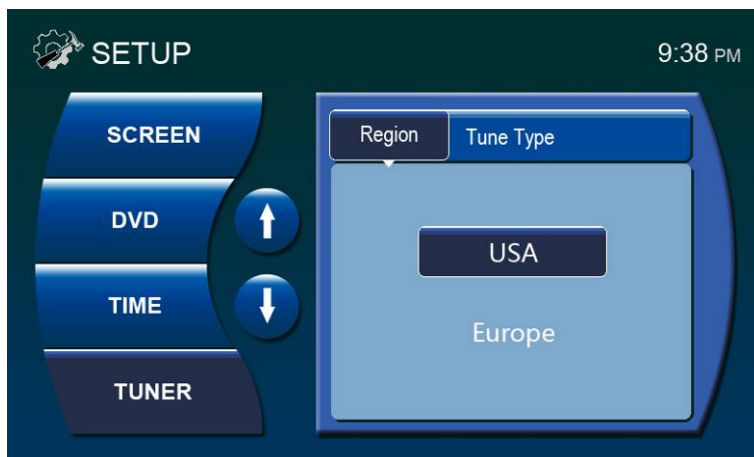 SETUP
9:38 PM
SCREEN
DVD
TIME
TUNER
Region
Tune Type
USA
Europe